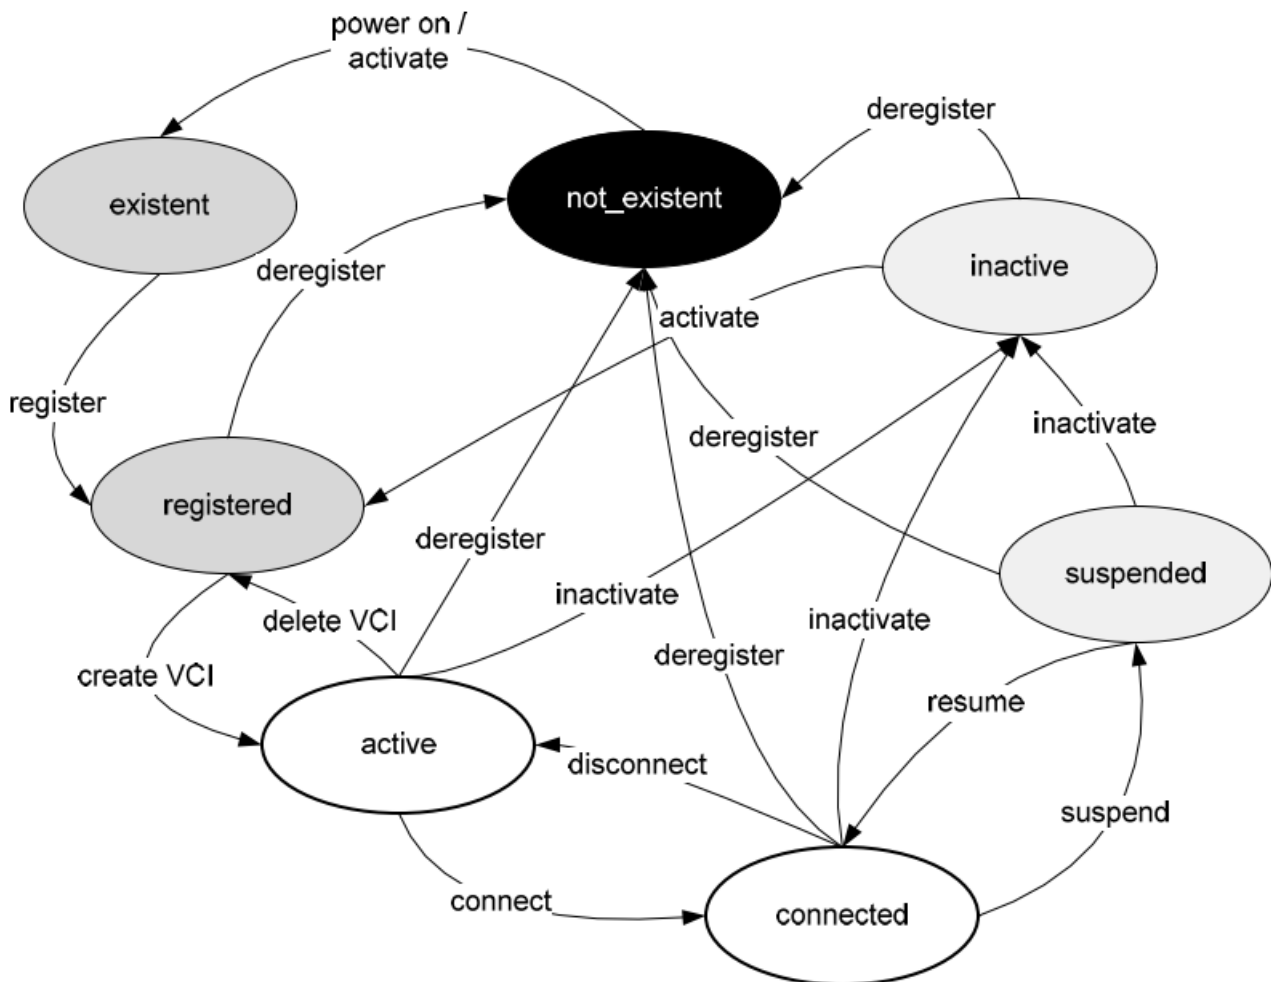 power on /
activate
deregister
existent
not_existent
deregister
inactive
activate
register
deregister
inactivate
registered
deregister
suspended
inactivate
delete VCI
inactivate
deregister
create VCI
resume
active
disconnect
suspend
connect
connected